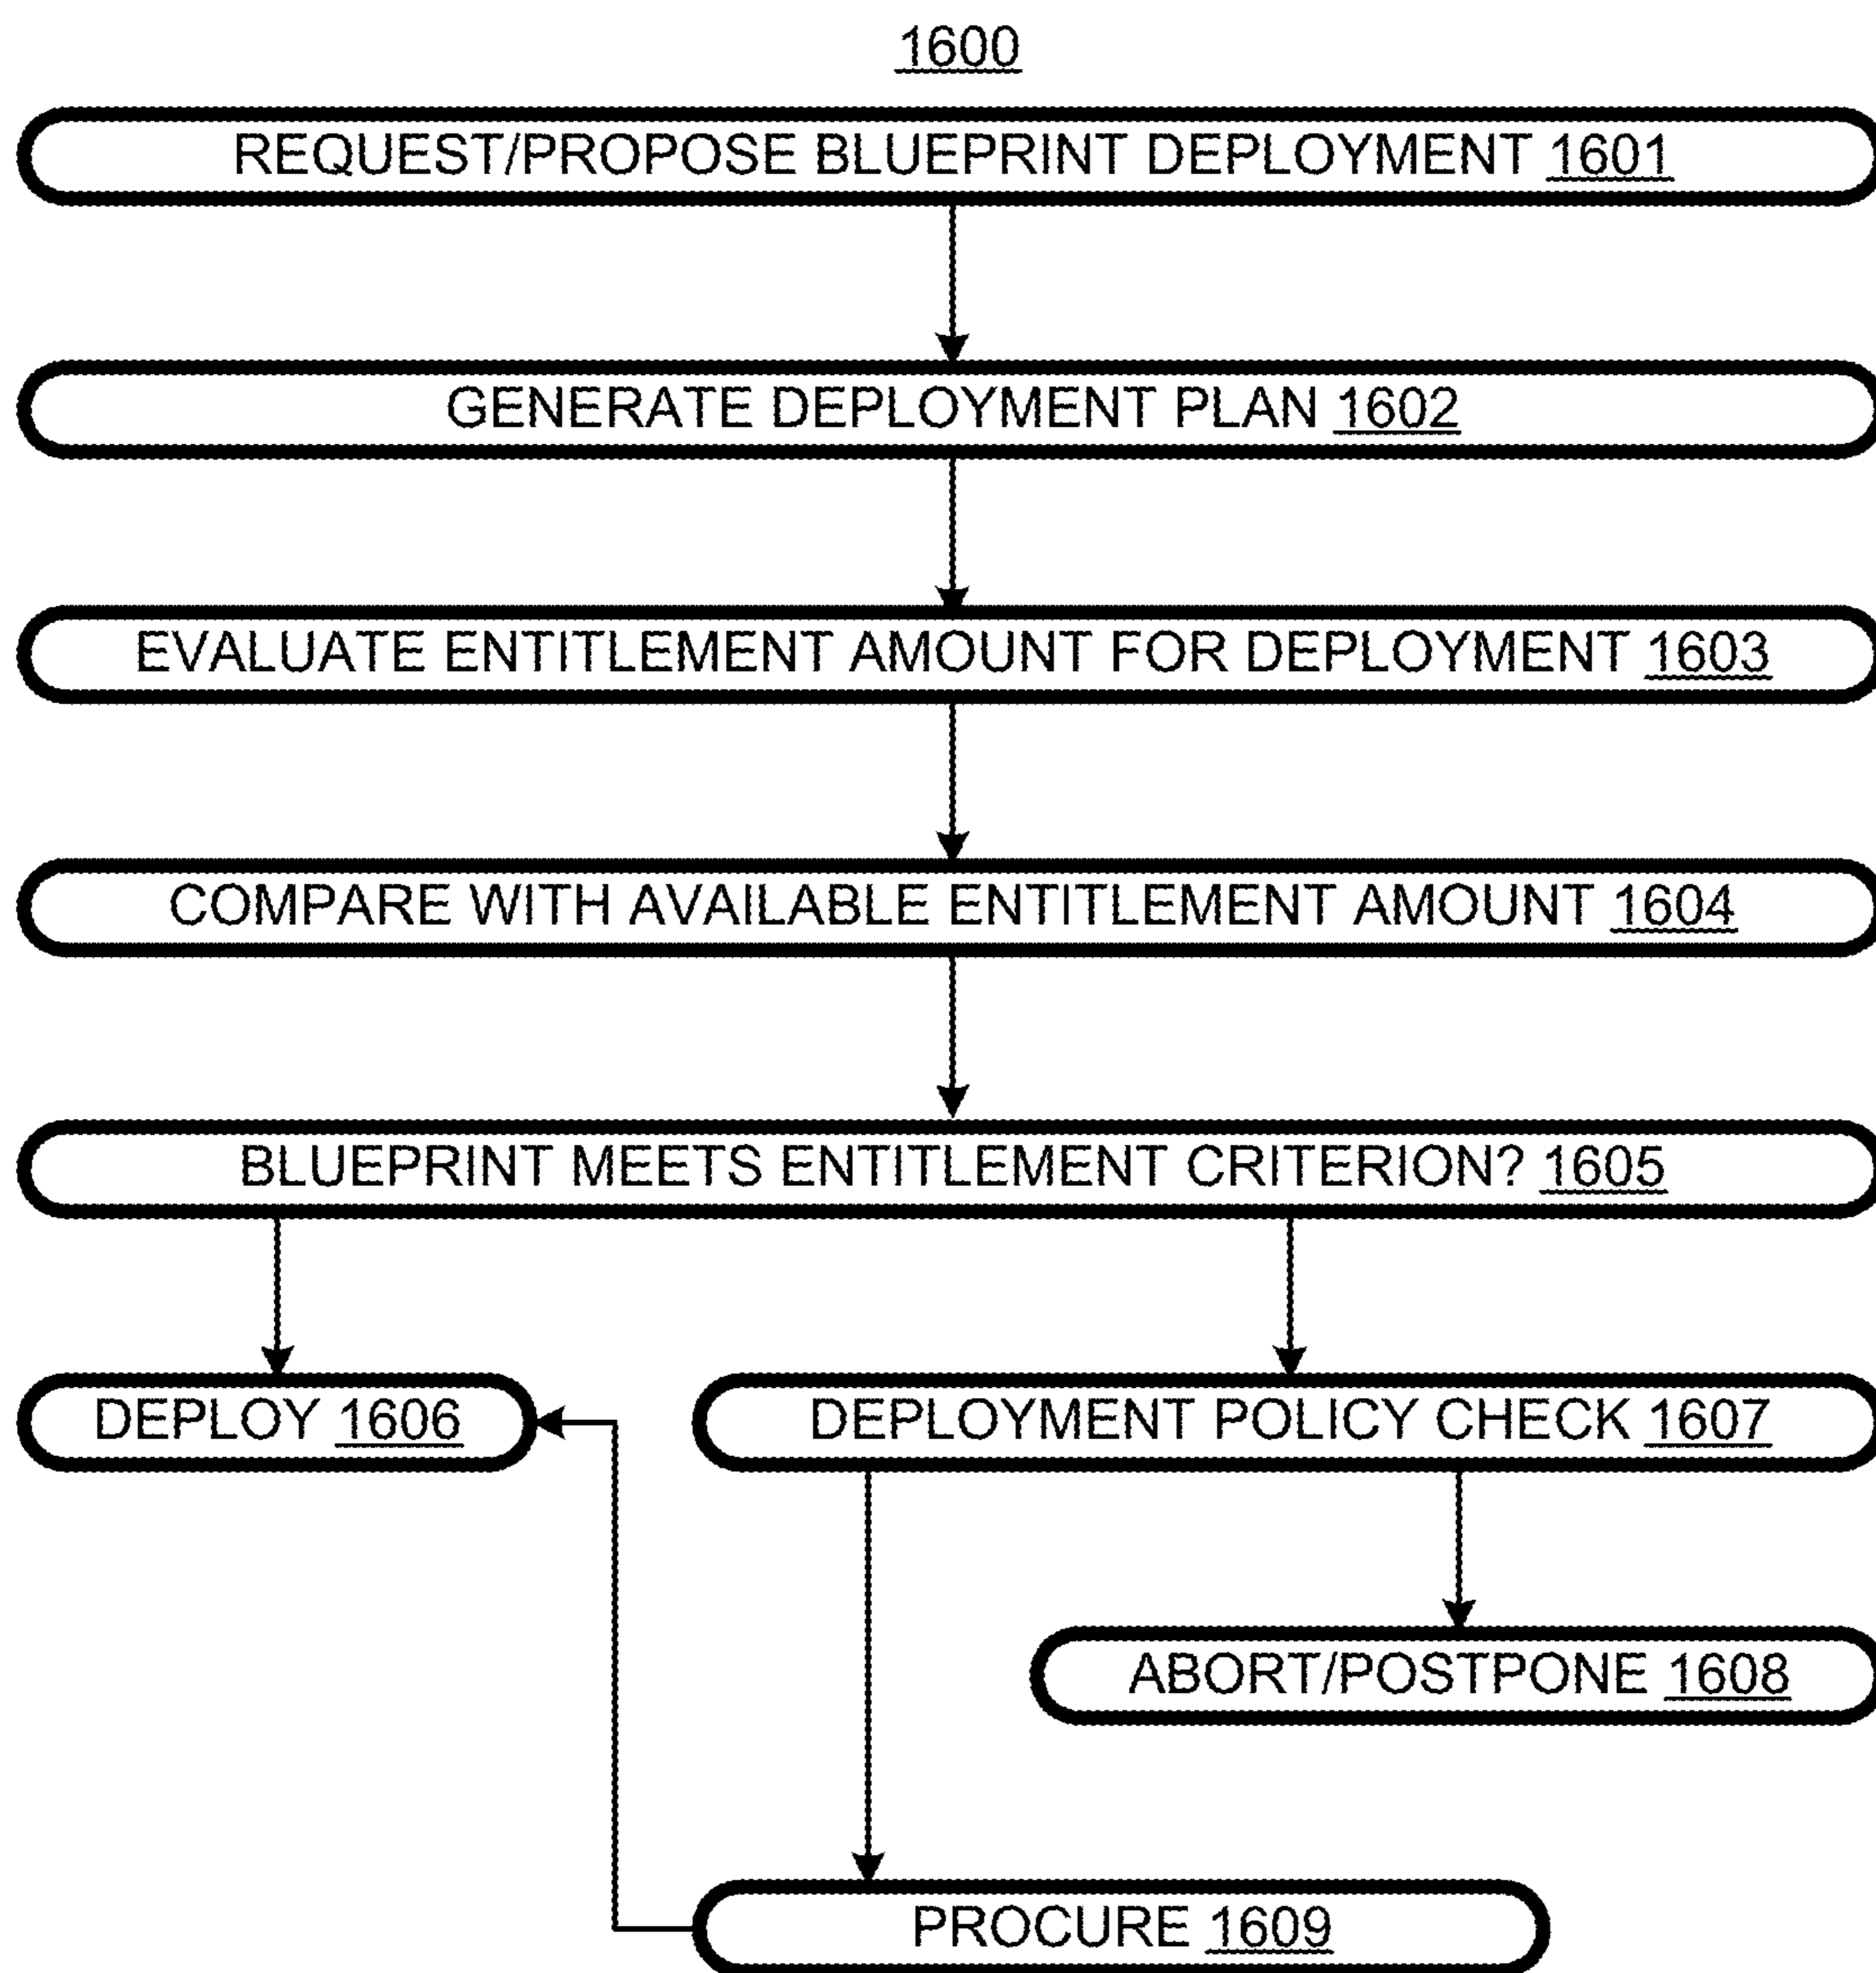 1600
REQUEST/PROPOSE BLUEPRINT DEPLOYMENT 1601
GENERATE DEPLOYMENT PLAN 1602
EVALUATE ENTITLEMENT AMOUNT FOR DEPLOYMENT 1603
COMPARE WITH AVAILABLE ENTITLEMENT AMOUNT 1604
BLUEPRINT MEETS ENTITLEMENT CRITERION? 1605
DEPLOY 1606
DEPLOYMENT POLICY CHECK 1607
ABORT/POSTPONE 1608
PROCURE 1609